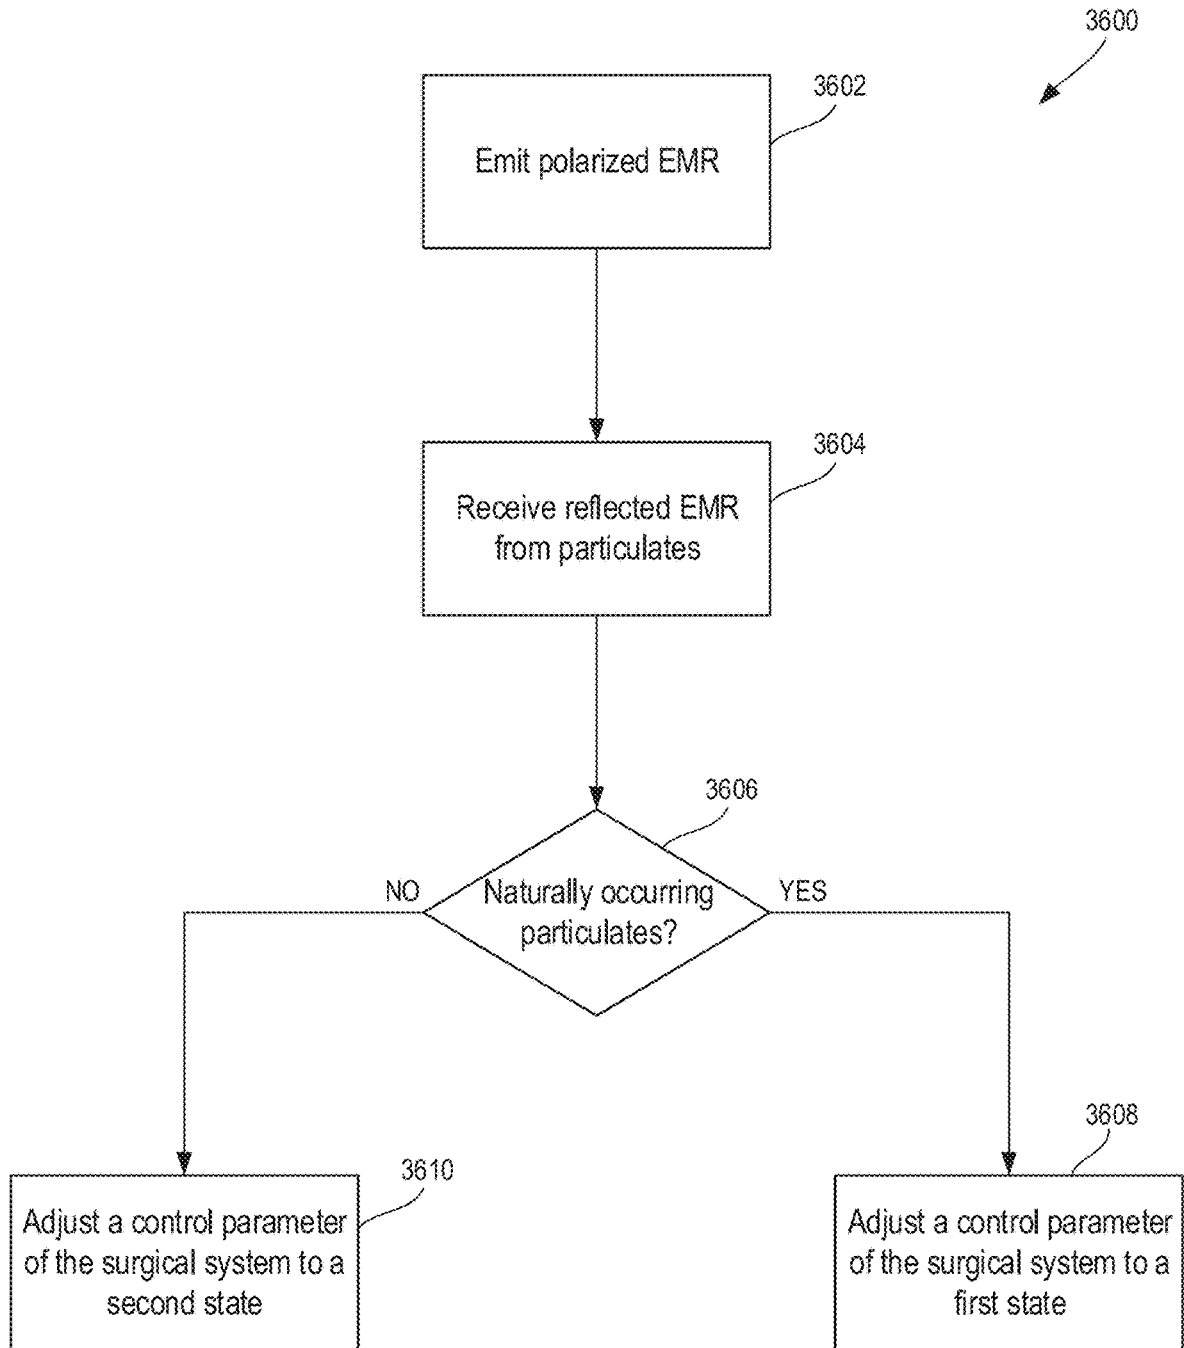 3600
3602
Emit polarized EMR
3604
Receive reflected EMR
from particulates
3606
NO
Naturally occurring
particulates?
YES
3610
Adjust a control parameter
of the surgical system to a
second state
3608
Adjust a control parameter
of the surgical system to a
first state